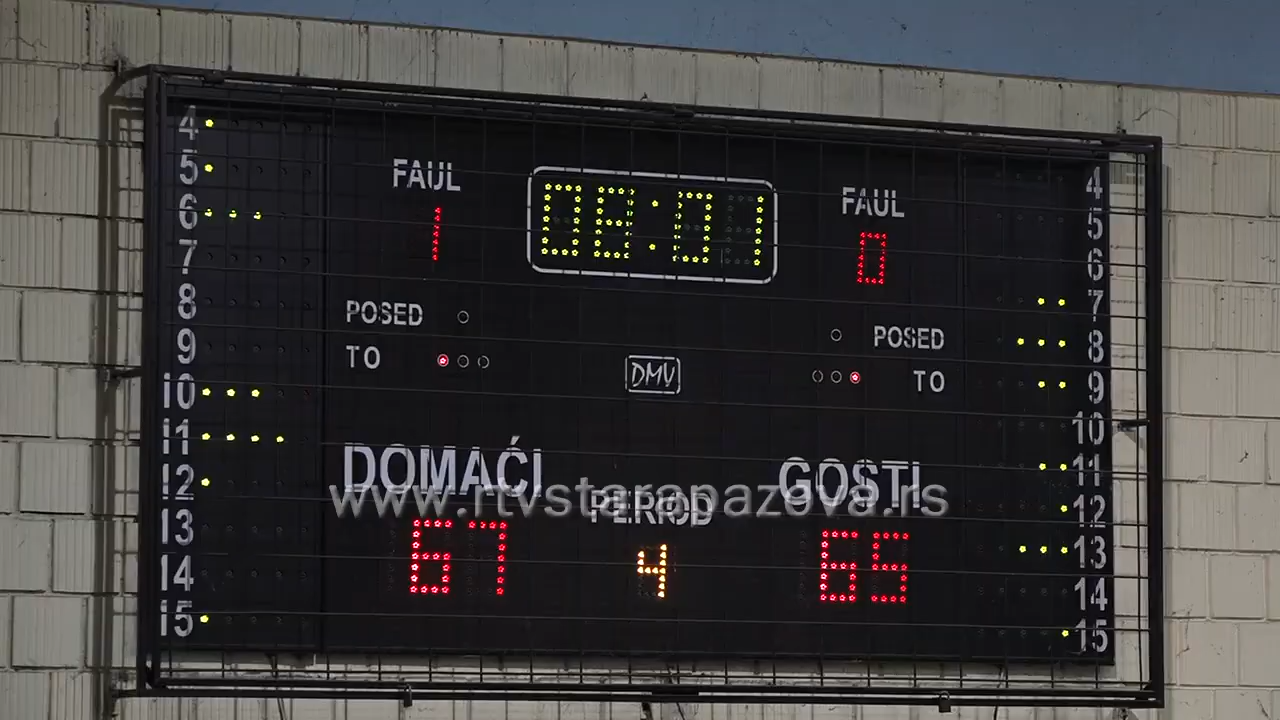 4
5
6
7
8
9
10
11
12
13
14
15
FAUL
1
08:07
FAUL
0
POSED
TO
DMV
POSED
TO
DOMAĆI
67
PERIOD
4
GOSTI
65
4
5
6
7
8
9
10
11
12
13
14
15
www.rtvstarapazova.rs